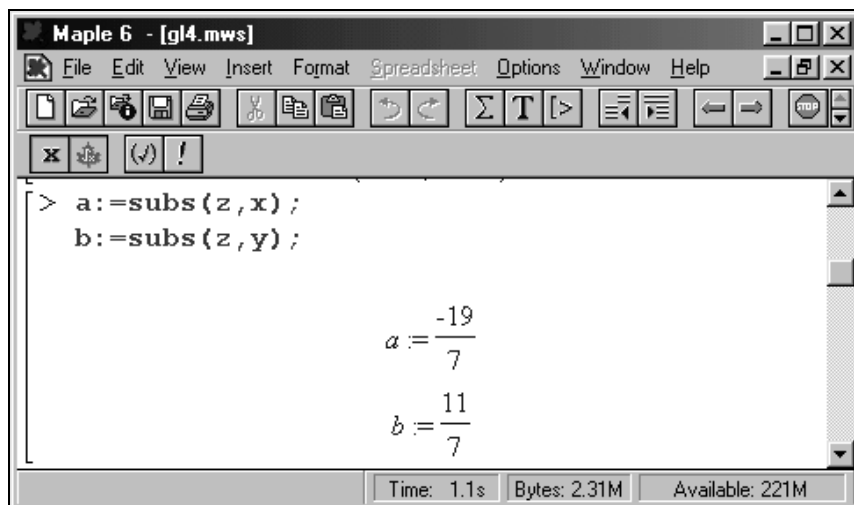 Maple 6 - [gl4.mws]
File Edit View Insert Format Spreadsheet Options Window Help
Σ T [>
STOP
x (√) !
> a:=subs(z,x);
b:=subs(z,y);
a := -19/7
b := 11/7
Time: 1.1s Bytes: 2.31M Available: 221M